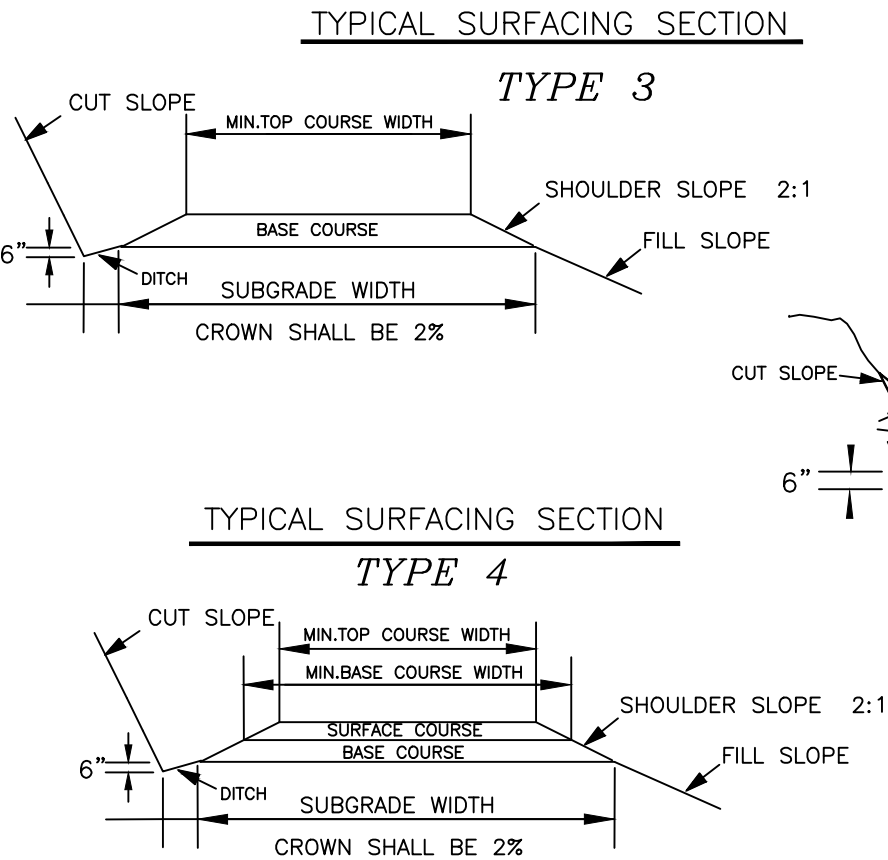 TYPICAL SURFACING SECTION
TYPE 3
CUT SLOPE
MIN.TOP COURSE WIDTH
SHOULDER SLOPE 2:1
BASE COURSE
FILL SLOPE
6"
DITCH
SUBGRADE WIDTH
CROWN SHALL BE 2%
CUT SLOPE
6"
TYPICAL SURFACING SECTION
TYPE 4
CUT SLOPE
MIN.TOP COURSE WIDTH
MIN.BASE COURSE WIDTH
SHOULDER SLOPE 2:1
SURFACE COURSE
BASE COURSE
FILL SLOPE
6"
DITCH
SUBGRADE WIDTH
CROWN SHALL BE 2%